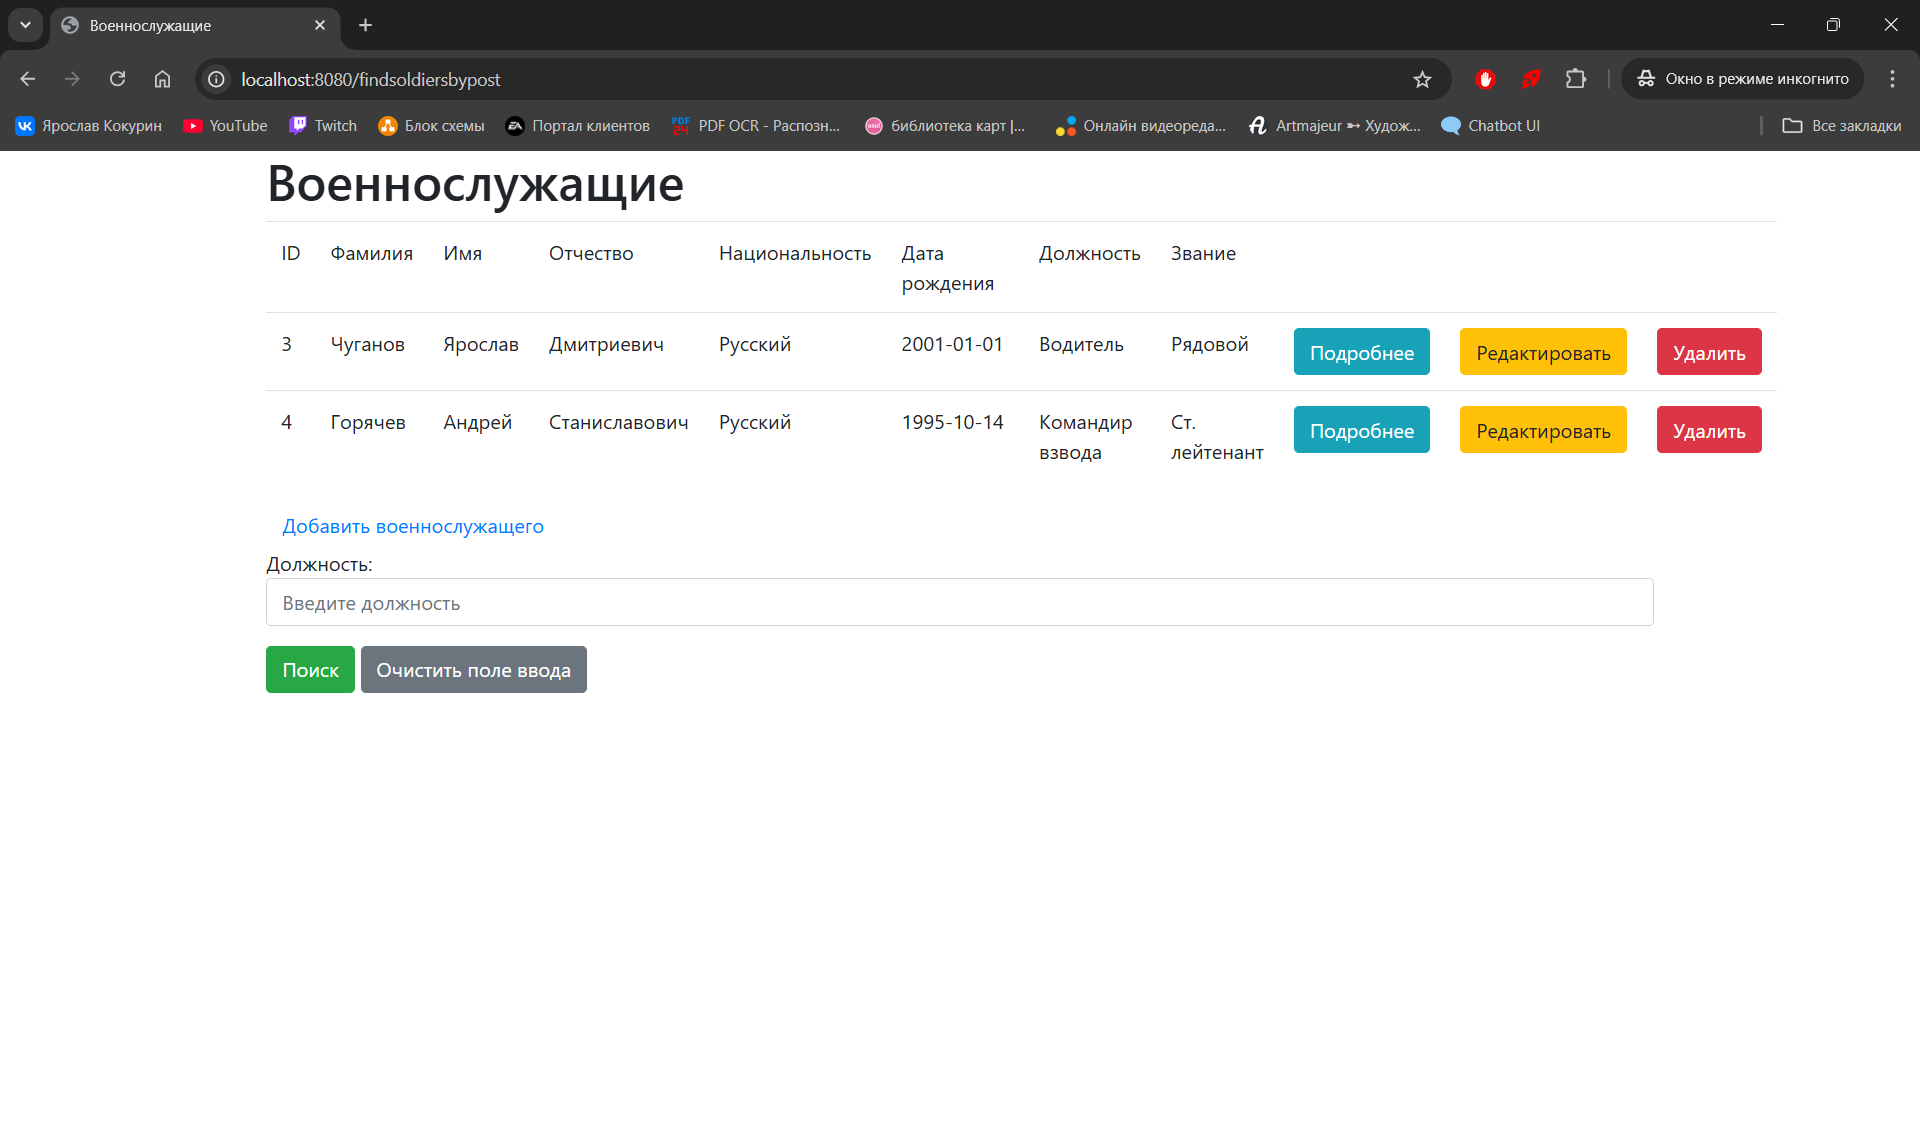 Военнослужащие
localhost:8080/findsoldiersbypost
Окно в режиме инкогнито
Ярослав Кокурин YouTube Twitch Блок схемы Портал клиентов PDF OCR - Распозн... библиотека карт |... Онлайн видеореда... Artmajeur ➳ Худож... Chatbot UI Все закладки
Военнослужащие
ID Фамилия Имя Отчество Национальность Дата рождения Должность Звание
3 Чуганов Ярослав Дмитриевич Русский 2001-01-01 Водитель Рядовой Подробнее Редактировать Удалить
4 Горячев Андрей Станиславович Русский 1995-10-14 Командир взвода Ст. лейтенант Подробнее Редактировать Удалить
Добавить военнослужащего
Должность:
Введите должность
Поиск Очистить поле ввода